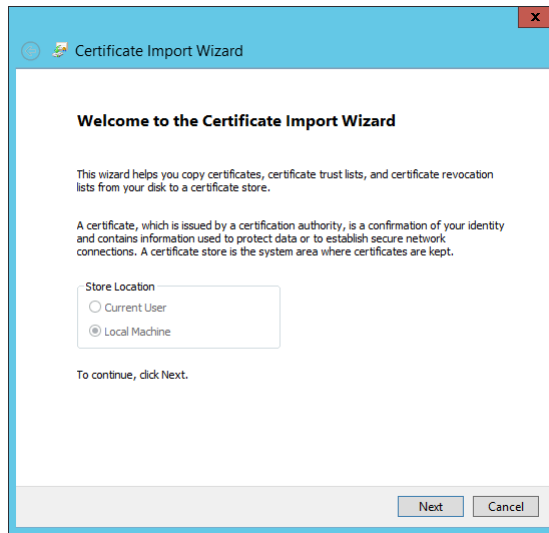 x
Certificate Import Wizard
Welcome to the Certificate Import Wizard
This wizard helps you copy certificates, certificate trust lists, and certificate revocation
lists from your disk to a certificate store.
A certificate, which is issued by a certification authority, is a confirmation of your identity
and contains information used to protect data or to establish secure network
connections. A certificate store is the system area where certificates are kept.
Store Location
Current User
Local Machine
To continue, click Next.
Next Cancel